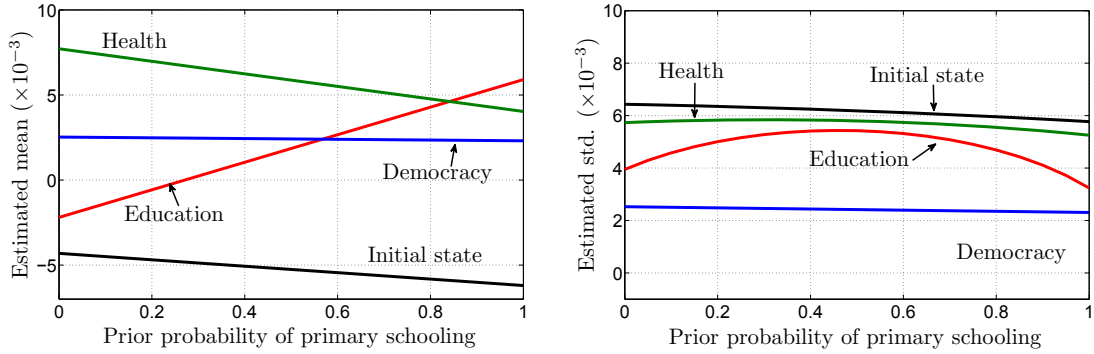 Estimated mean (×10⁻³)
10
5
0
−5
Health
Democracy
Education
Initial state
0
0.2
0.4
0.6
0.8
1
Prior probability of primary schooling
Estimated std. (×10⁻³)
10
8
6
4
2
0
Health
Initial state
Education
Democracy
0
0.2
0.4
0.6
0.8
1
Prior probability of primary schooling